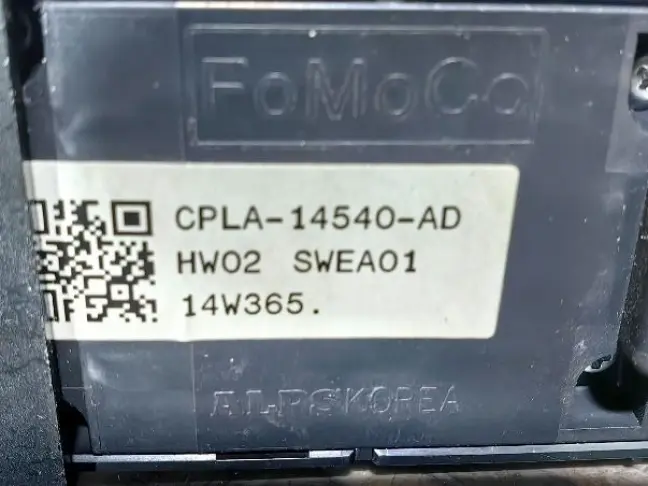 FoMoCo
CPLA-14540-AD
HW02 SWEA01
14W365.
ALPSKOREA